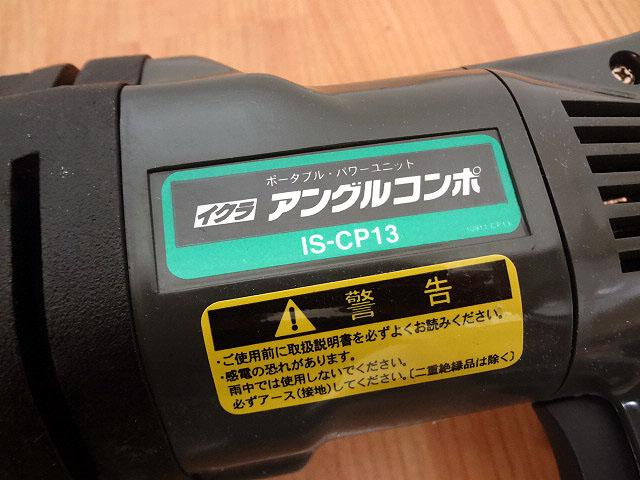 ポータブル・パワーユニット
イクラ アングルコンポ
IS-CP13
警告
・ご使用前に取扱説明書を必ずよくお読みください。
・感電の恐れがあります。
雨中では使用しないでください。
必ずアース(接地)してください。〔二重絶縁品は除く〕